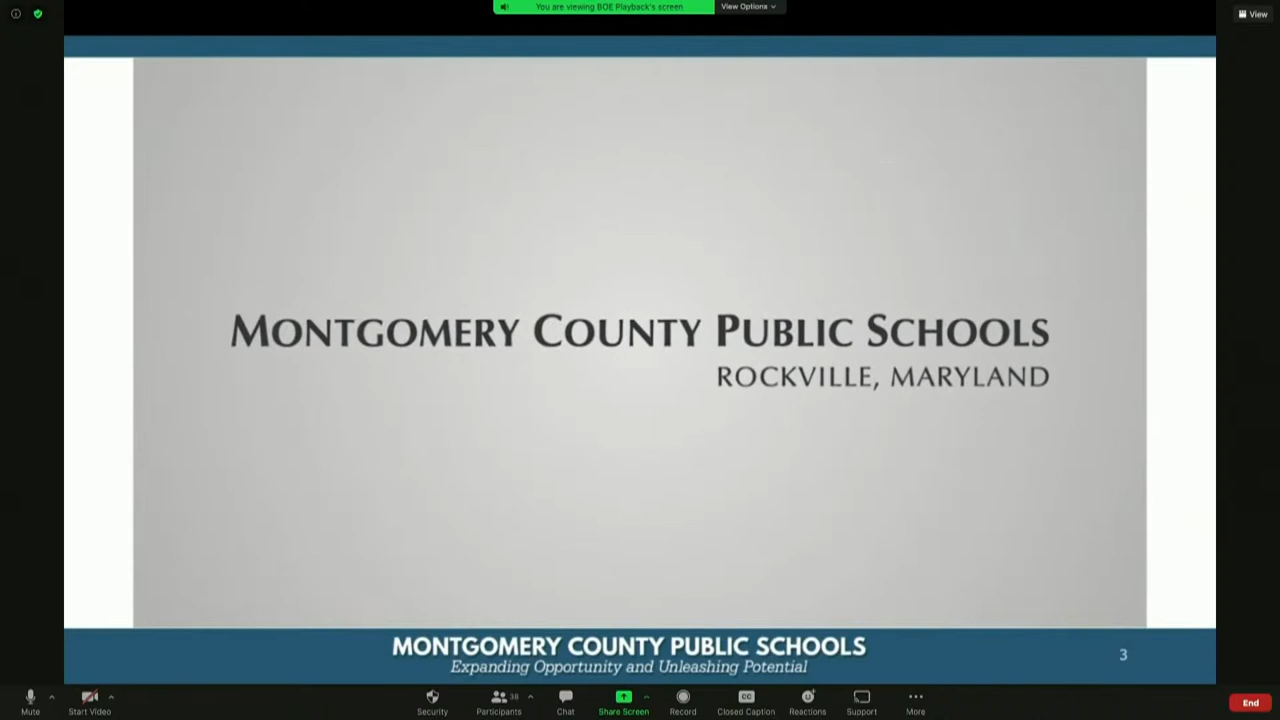 You are viewing BOE Playback's screen
View Options
View
MONTGOMERY COUNTY PUBLIC SCHOOLS
ROCKVILLE, MARYLAND
MONTGOMERY COUNTY PUBLIC SCHOOLS
Expanding Opportunity and Unleashing Potential
3
Mute
Start Video
Security
Participants
38
Chat
Share Screen
Record
CC
Closed Caption
Reactions
Support
More
End